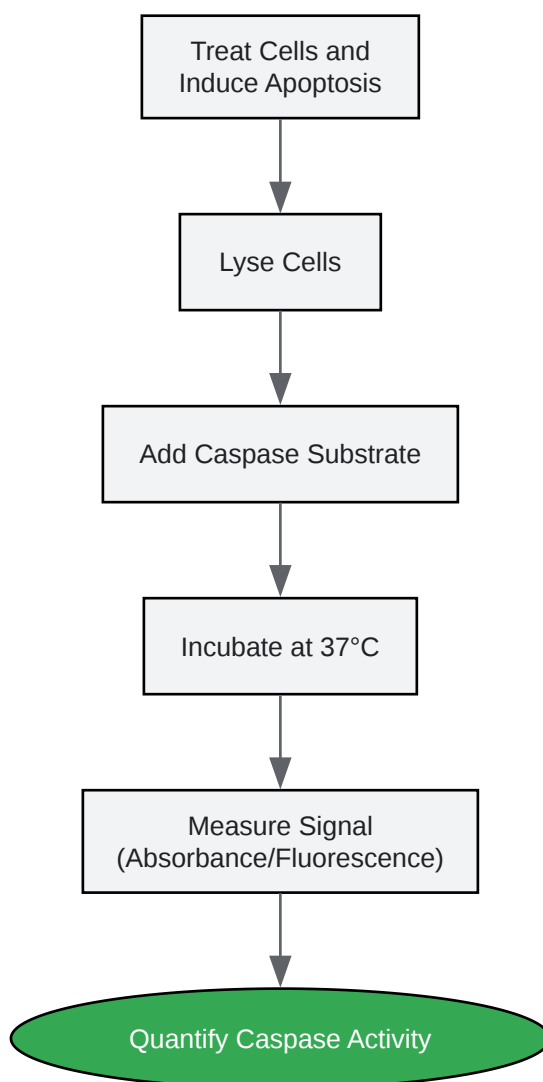 Treat Cells and
Induce Apoptosis
Lyse Cells
Add Caspase Substrate
Incubate at 37°C
Measure Signal
(Absorbance/Fluorescence)
Quantify Caspase Activity